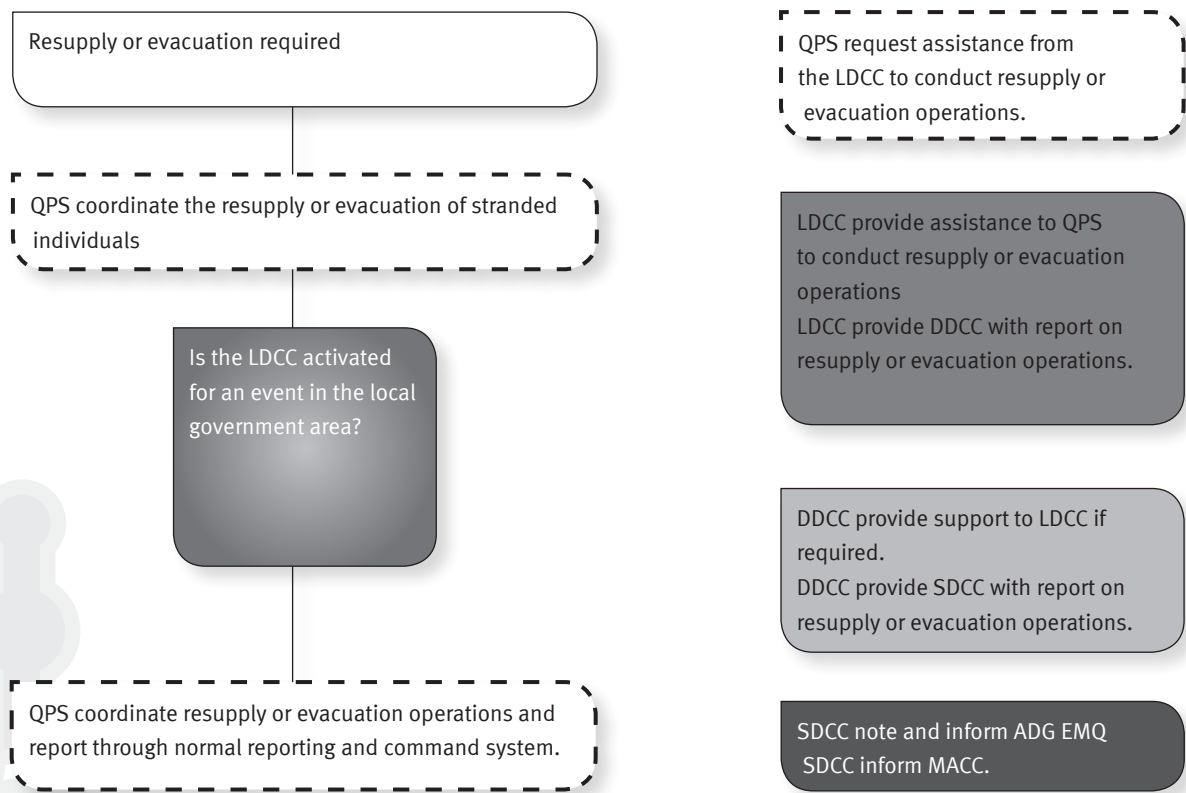 Resupply or evacuation required
QPS coordinate the resupply or evacuation of stranded
individuals
Is the LDCC activated
for an event in the local
government area?
QPS coordinate resupply or evacuation operations and
report through normal reporting and command system.
QPS request assistance from
the LDCC to conduct resupply or
evacuation operations.
LDCC provide assistance to QPS
to conduct resupply or evacuation
operations
LDCC provide DDCC with report on
resupply or evacuation operations.
DDCC provide support to LDCC if
required.
DDCC provide SDCC with report on
resupply or evacuation operations.
SDCC note and inform ADG EMQ
SDCC inform MACC.